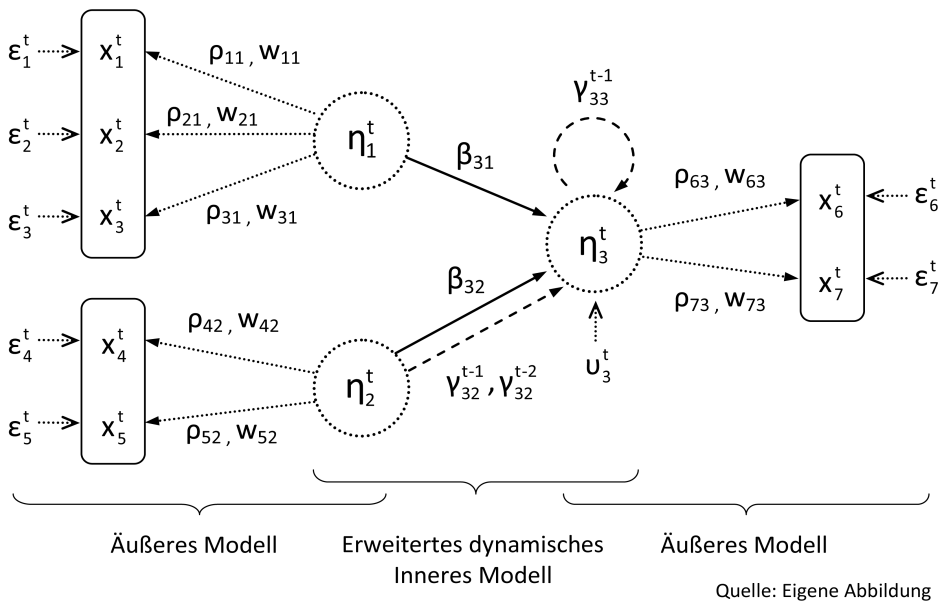 ε₁ᵗ x₁ᵗ ρ₁₁, w₁₁
ε₂ᵗ x₂ᵗ ρ₂₁, w₂₁
ε₃ᵗ x₃ᵗ ρ₃₁, w₃₁
η₁ᵗ
β₃₁
γ₃₃ᵗ⁻¹
η₃ᵗ
ρ₆₃, w₆₃ x₆ᵗ ε₆ᵗ
ρ₇₃, w₇₃ x₇ᵗ ε₇ᵗ
β₃₂
γ₃₂ᵗ⁻¹, γ₃₂ᵗ⁻²
υ₃ᵗ
ε₄ᵗ x₄ᵗ ρ₄₂, w₄₂
ε₅ᵗ x₅ᵗ ρ₅₂, w₅₂
η₂ᵗ
Äußeres Modell
Erweitertes dynamisches
Inneres Modell
Äußeres Modell
Quelle: Eigene Abbildung